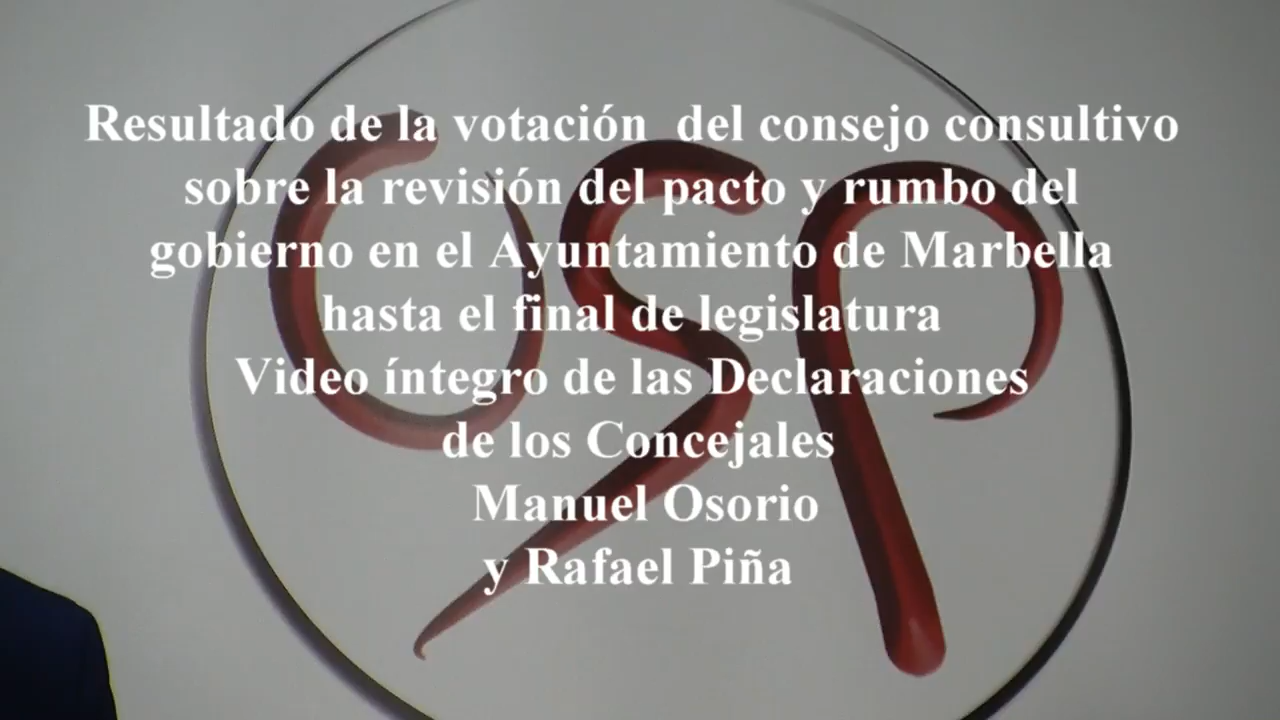 Resultado de la votación  del consejo consultivo
sobre la revisión del pacto y rumbo del
gobierno en el Ayuntamiento de Marbella
hasta el final de legislatura
Video íntegro de las Declaraciones
de los Concejales
Manuel Osorio
y Rafael Piña
OSP